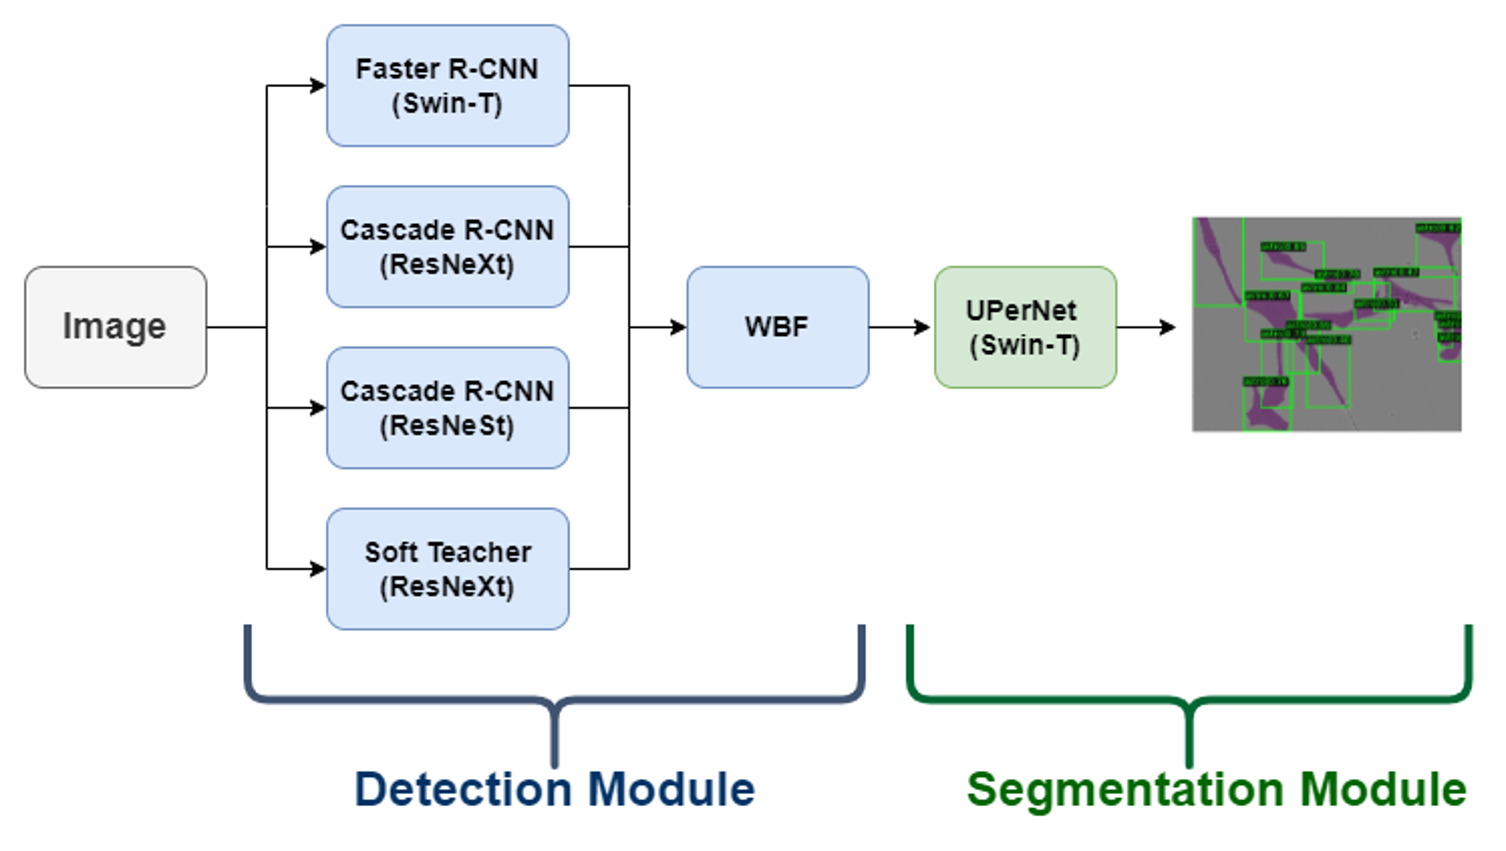 Faster R-CNN
(Swin-T)
Cascade R-CNN
(ResNeXt)
Image
WBF
UPerNet
(Swin-T)
Cascade R-CNN
(ResNeSt)
Soft Teacher
(ResNeXt)
Detection Module
Segmentation Module